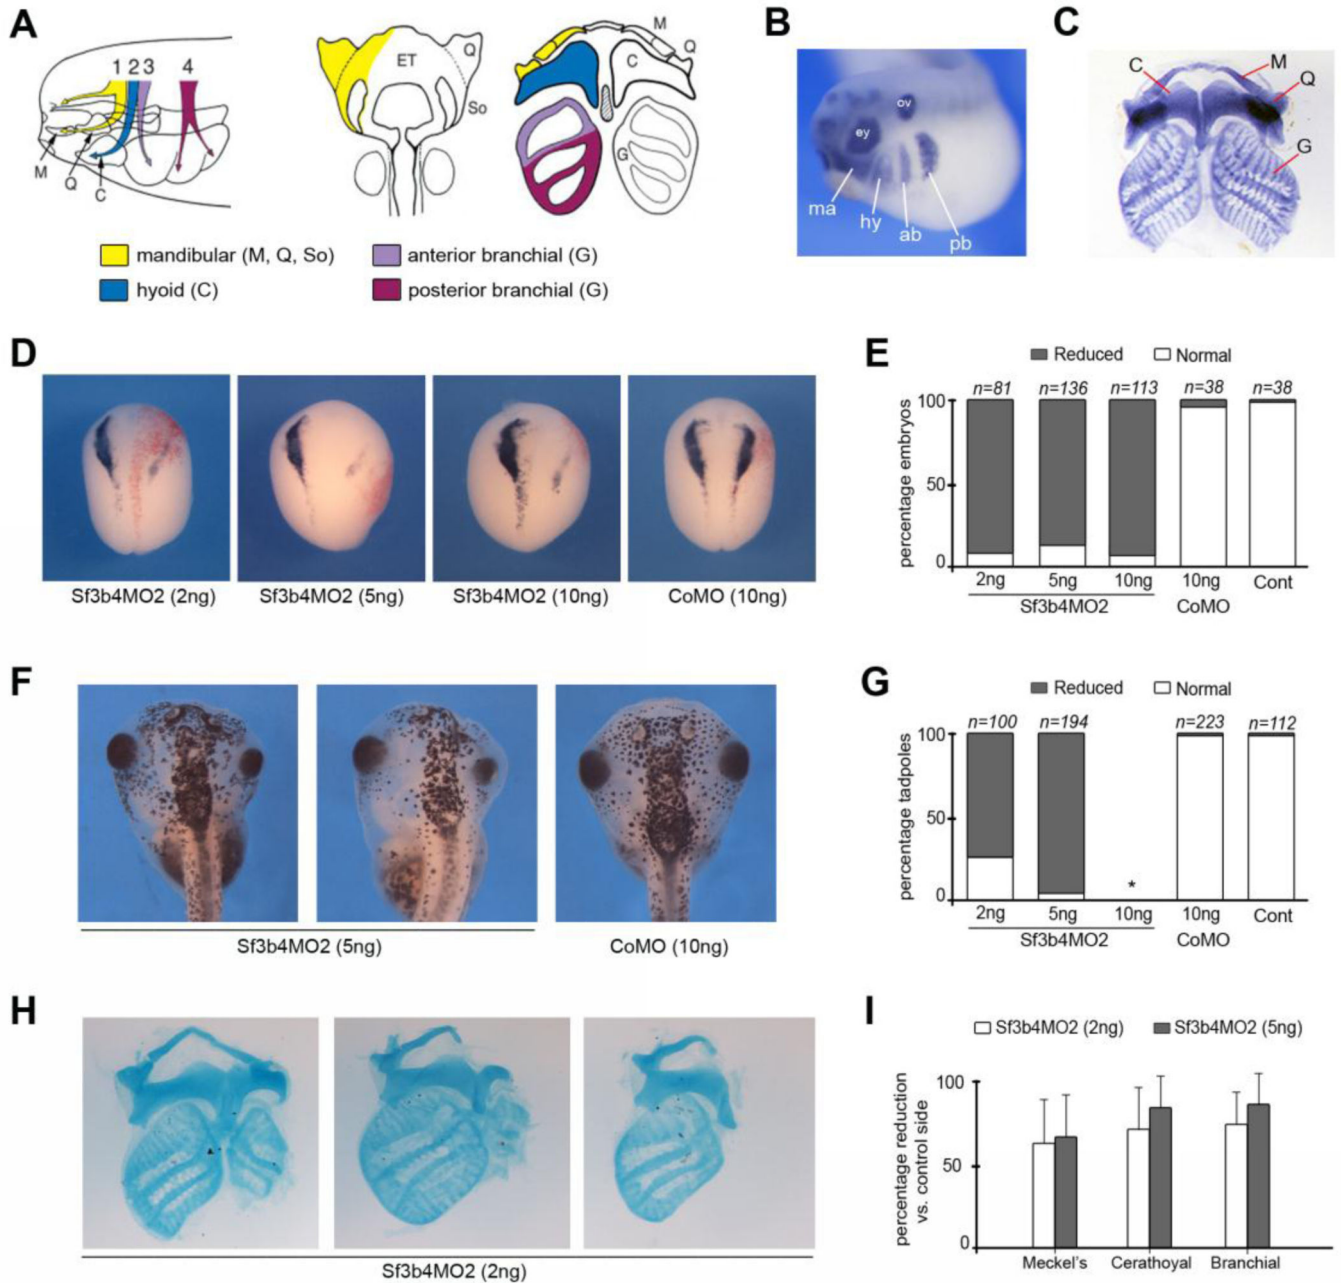 A
1 2 3 4
M
Q
C
ET
Q
So
M
Q
C
G
mandibular (M, Q, So)
anterior branchial (G)
hyoid (C)
posterior branchial (G)
B
ov
ey
ma
hy
ab
pb
C
C
M
Q
G
D
Sf3b4MO2 (2ng)
Sf3b4MO2 (5ng)
Sf3b4MO2 (10ng)
CoMO (10ng)
E
Reduced Normal
n=81 n=136 n=113 n=38 n=38
percentage embryos
100
50
0
2ng 5ng 10ng 10ng Cont
Sf3b4MO2 CoMO
F
Sf3b4MO2 (5ng)
CoMO (10ng)
G
Reduced Normal
n=100 n=194 n=223 n=112
percentage tadpoles
100
50
0
*
2ng 5ng 10ng 10ng Cont
Sf3b4MO2 CoMO
H
Sf3b4MO2 (2ng)
I
Sf3b4MO2 (2ng) Sf3b4MO2 (5ng)
percentage reduction
vs. control side
100
50
0
Meckel's Cerathoyal Branchial